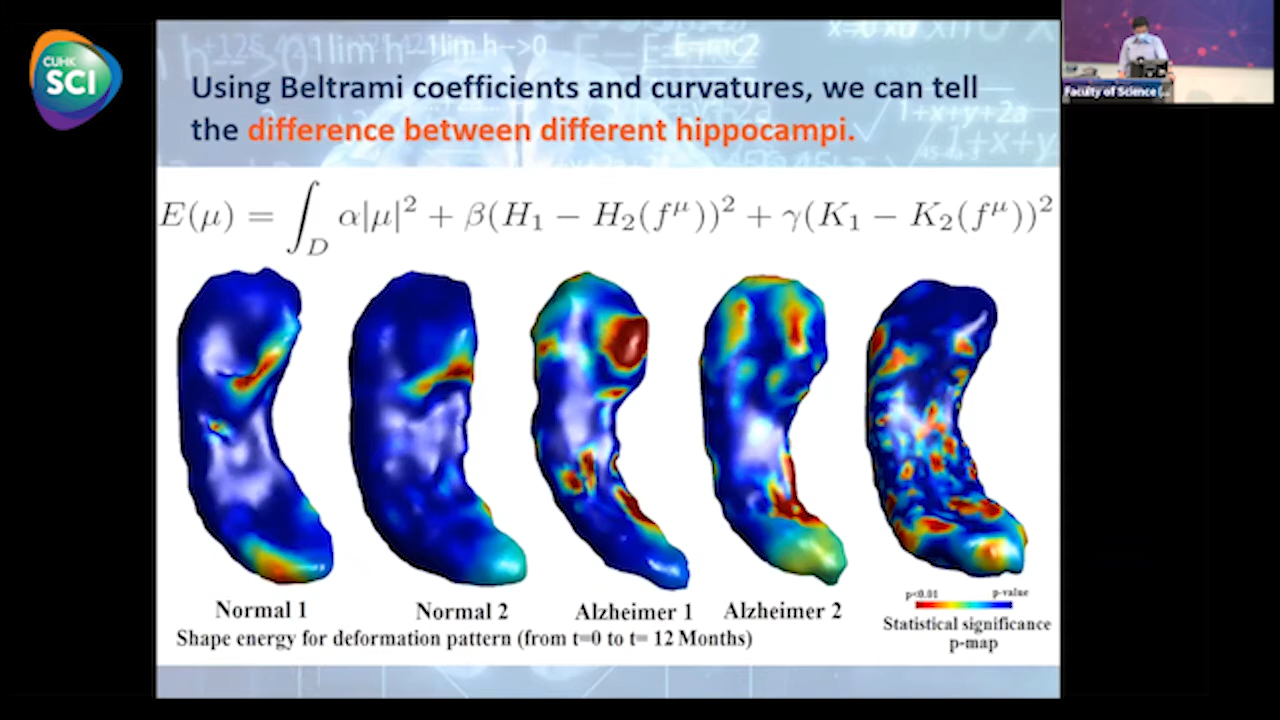 CUHK
SCI
Using Beltrami coefficients and curvatures, we can tell
the difference between different hippocampi.
E(μ) = ∫_D α|μ|² + β(H₁ − H₂(f^μ))² + γ(K₁ − K₂(f^μ))²
Normal 1
Normal 2
Alzheimer 1
Alzheimer 2
p<0.01
p-value
Statistical significance
p-map
Shape energy for deformation pattern (from t=0 to t= 12 Months)
Faculty of Science (...